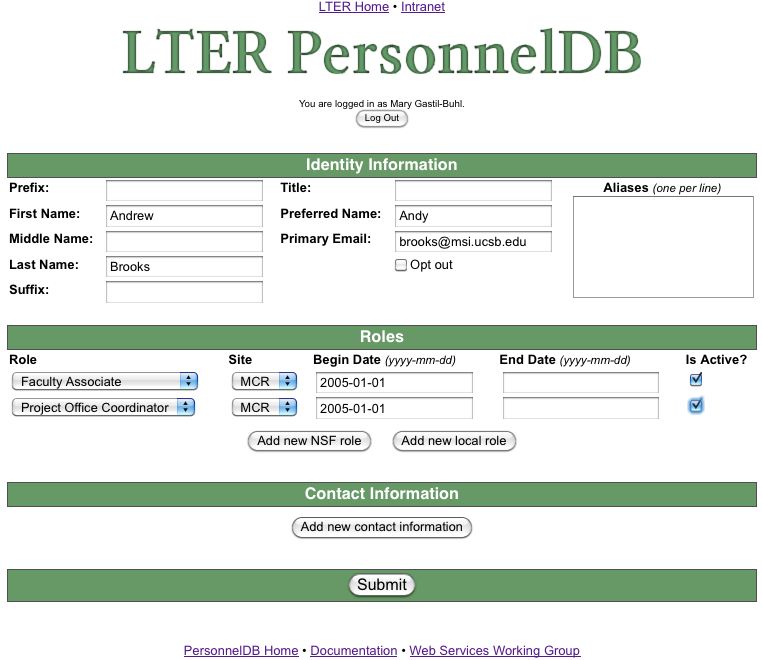 LTER Home • Intranet
LTER PersonnelDB
You are logged in as Mary Gastil-Buhl.
Log Out
Identity Information
Prefix: Title: Aliases (one per line)
First Name: Andrew Preferred Name: Andy
Middle Name: Primary Email: brooks@msi.ucsb.edu
Last Name: Brooks Opt out
Suffix:
Roles
Role Site Begin Date (yyyy-mm-dd) End Date (yyyy-mm-dd) Is Active?
Faculty Associate MCR 2005-01-01
Project Office Coordinator MCR 2005-01-01
Add new NSF role Add new local role
Contact Information
Add new contact information
Submit
PersonnelDB Home • Documentation • Web Services Working Group